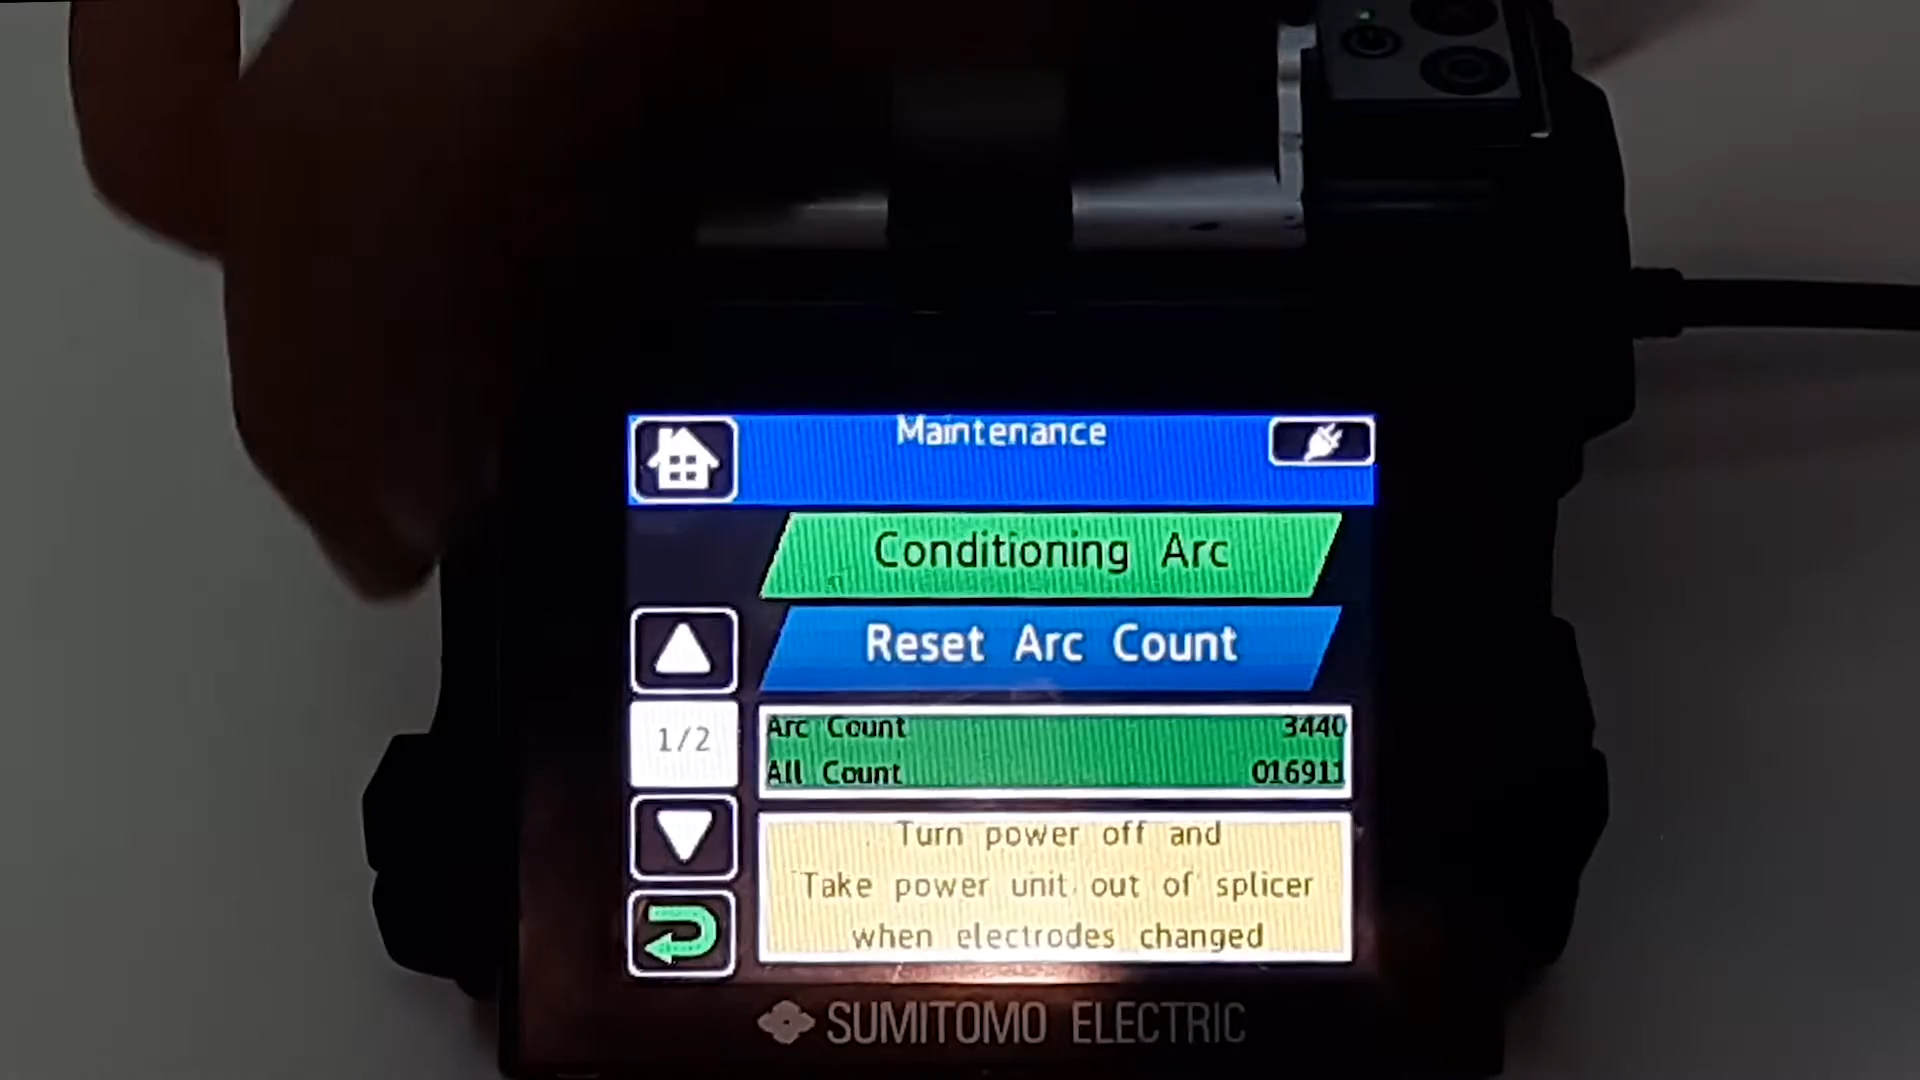 Maintenance
Conditioning Arc
Reset Arc Count
1/2
Arc Count 3440
All Count 016911
Turn power off and
Take power unit out of splicer
when electrodes changed
SUMITOMO ELECTRIC